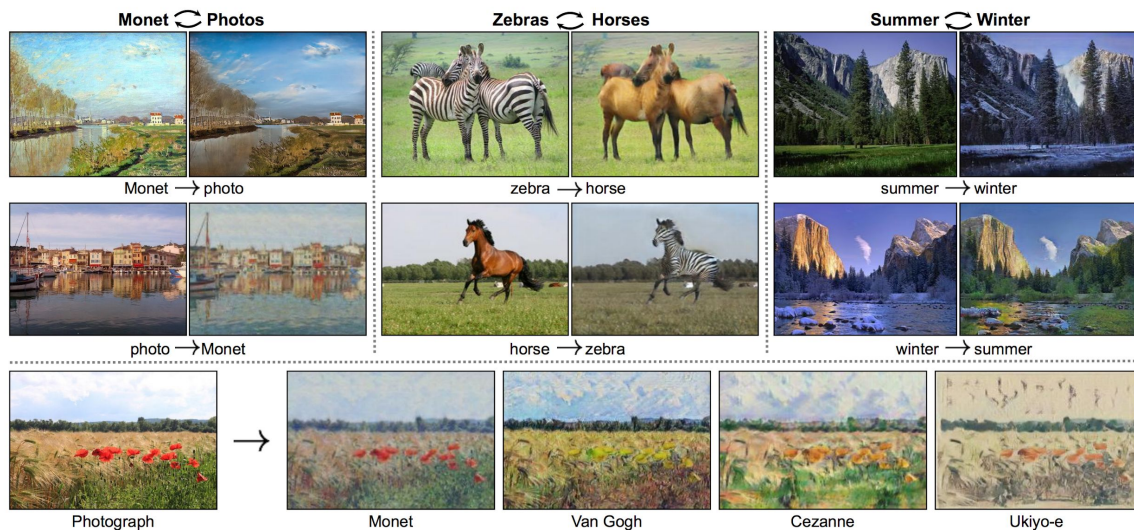 Monet ⇄ Photos
Zebras ⇄ Horses
Summer ⇄ Winter
Monet → photo
zebra → horse
summer → winter
photo → Monet
horse → zebra
winter → summer
Photograph
Monet
Van Gogh
Cezanne
Ukiyo-e